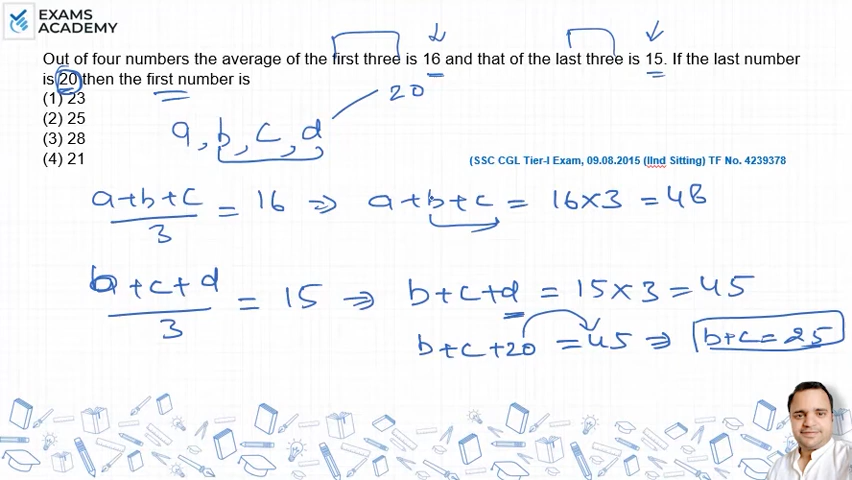 EXAMS
ACADEMY
Out of four numbers the average of the first three is 16 and that of the last three is 15. If the last number
is 20 then the first number is
(1) 23
(2) 25
(3) 28
(4) 21
20
a, b, c, d
(SSC CGL Tier-I Exam, 09.08.2015 (IInd Sitting) TF No. 4239378
a+b+c/3 = 16 ⇒ a+b+c = 16×3 = 48
b+c+d/3 = 15 ⇒ b+c+d = 15×3 = 45
b+c+20 = 45 ⇒ b+c = 25